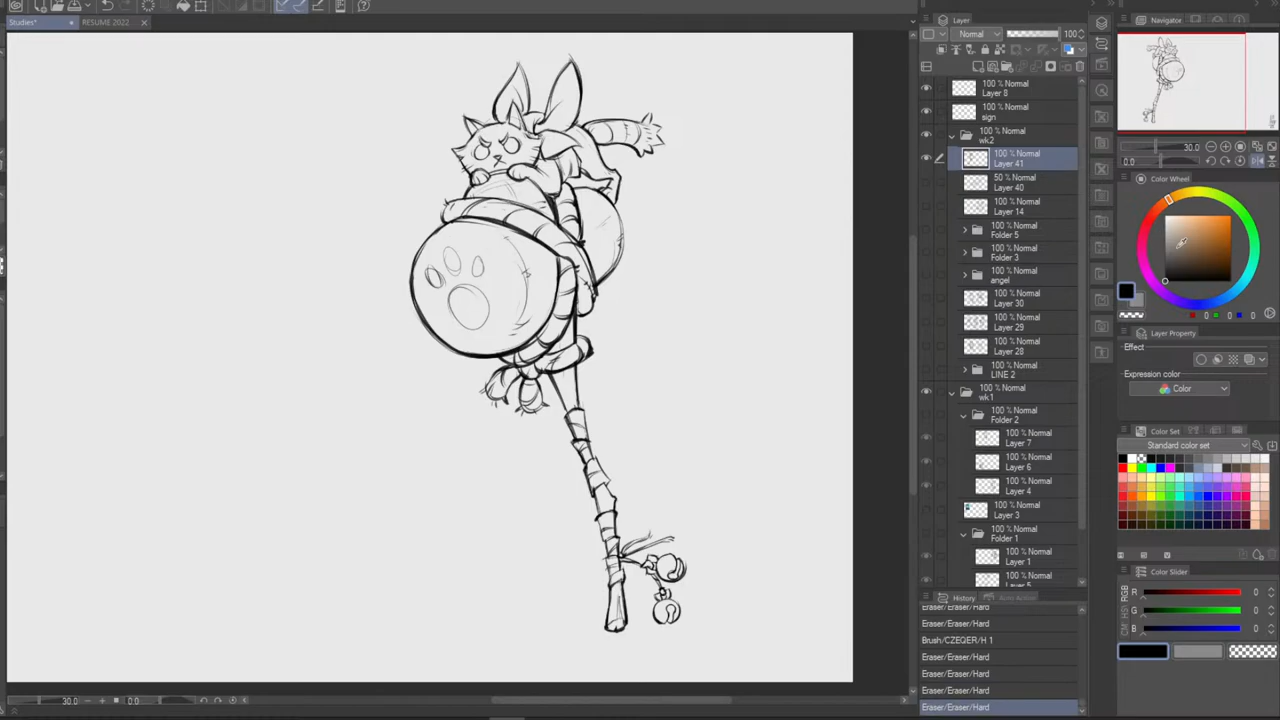 Studies*
RESUME 2022
Layer
Normal
100
100 % Normal
Layer 8
100 % Normal
sign
100 % Normal
wk2
100 % Normal
Layer 41
50 % Normal
Layer 40
100 % Normal
Layer 14
100 % Normal
Folder 5
100 % Normal
Folder 3
100 % Normal
angel
100 % Normal
Layer 30
100 % Normal
Layer 29
100 % Normal
Layer 28
100 % Normal
LINE 2
100 % Normal
wk1
100 % Normal
Folder 2
100 % Normal
Layer 7
100 % Normal
Layer 6
100 % Normal
Layer 4
100 % Normal
Layer 3
100 % Normal
Folder 1
100 % Normal
Layer 1
100 % Normal
Layer 5
History
Auto Action
Eraser/Eraser/Hard
Eraser/Eraser/Hard
Brush/CZEQER/H 1
Eraser/Eraser/Hard
Eraser/Eraser/Hard
Eraser/Eraser/Hard
Eraser/Eraser/Hard
Navigator
30.0
0.0
Color Wheel
0 0 0
Layer Property
Effect
Expression color
Color
Color Set
Standard color set
Color Slider
RGB
R 0
G 0
B 0
30.0
0.0